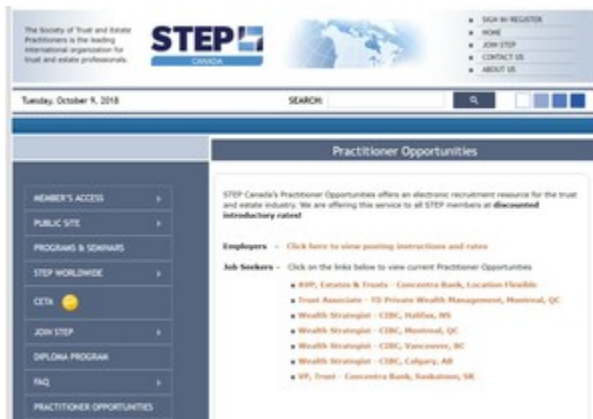 The Society of Trust and Estate
Practitioners is the leading
international organization for
trust and estate professionals.
STEP
CANADA
SIGN IN/REGISTER
HOME
JOIN STEP
CONTACT US
ABOUT US
Tuesday, October 9, 2018
SEARCH:
Practitioner Opportunities
MEMBER'S ACCESS
PUBLIC SITE
PROGRAMS & SEMINARS
STEP WORLDWIDE
CETA
JOIN STEP
DIPLOMA PROGRAM
FAQ
PRACTITIONER OPPORTUNITIES
STEP Canada's Practitioner Opportunities offers an electronic recruitment resource for the trust
and estate industry. We are offering this service to all STEP members at discounted
introductory rates!
Employers - Click here to view posting instructions and rates
Job Seekers - Click on the links below to view current Practitioner Opportunities
AVP, Estates & Trusts - Concentra Bank, Location Flexible
Trust Associate - TD Private Wealth Management, Montreal, QC
Wealth Strategist - CIBC, Halifax, NS
Wealth Strategist - CIBC, Montreal, QC
Wealth Strategist - CIBC, Vancouver, BC
Wealth Strategist - CIBC, Calgary, AB
VP, Trust - Concentra Bank, Saskatoon, SK